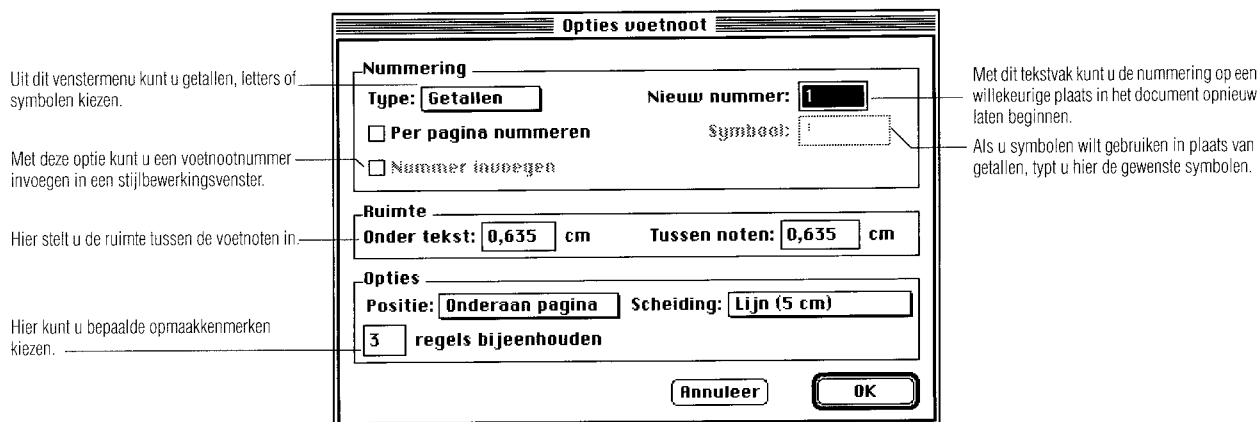 Opties voetnoot
Uit dit venstermenu kunt u getallen, letters of
symbolen kiezen.
Met deze optie kunt u een voetnootnummer
invoegen in een stijlbewerkingsvenster.
Hier stelt u de ruimte tussen de voetnoten in.
Hier kunt u bepaalde opmaakkenmerken
kiezen.
Nummering
Type: Getallen
Nieuw nummer: 1
Per pagina nummeren
Symbool:
Nummer invoegen
Ruimte
Onder tekst: 0,635 cm
Tussen noten: 0,635 cm
Opties
Positie: Onderaan pagina
Scheiding: Lijn (5 cm)
3 regels bijeenhouden
Annuleer
OK
Met dit tekstvak kunt u de nummering op een
willekeurige plaats in het document opnieuw
laten beginnen.
Als u symbolen wilt gebruiken in plaats van
getallen, typt u hier de gewenste symbolen.